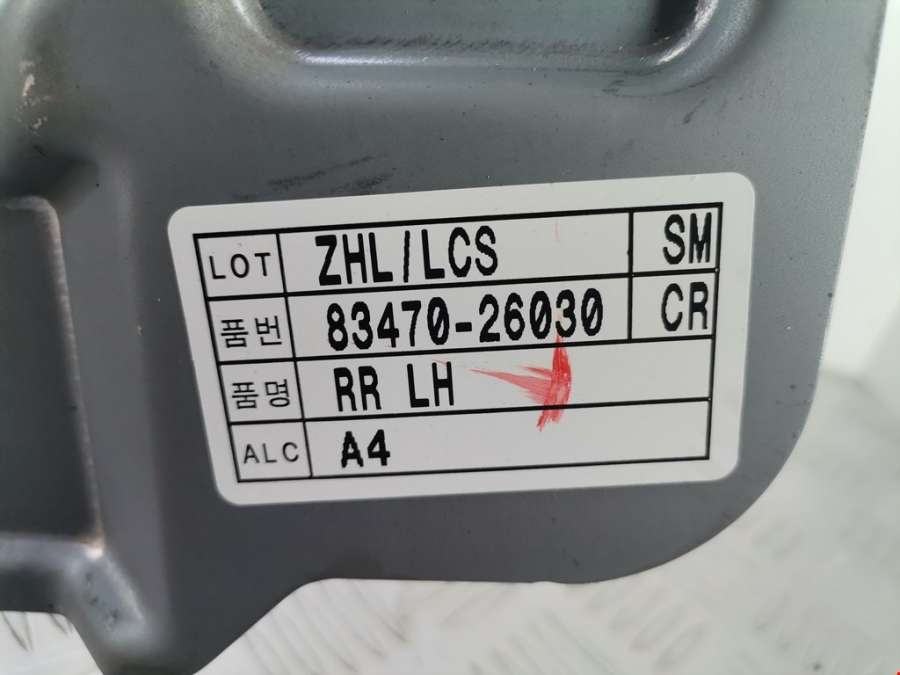 LOT ZHL/LCS SM
품번 83470-26030 CR
품명 RR LH
ALC A4